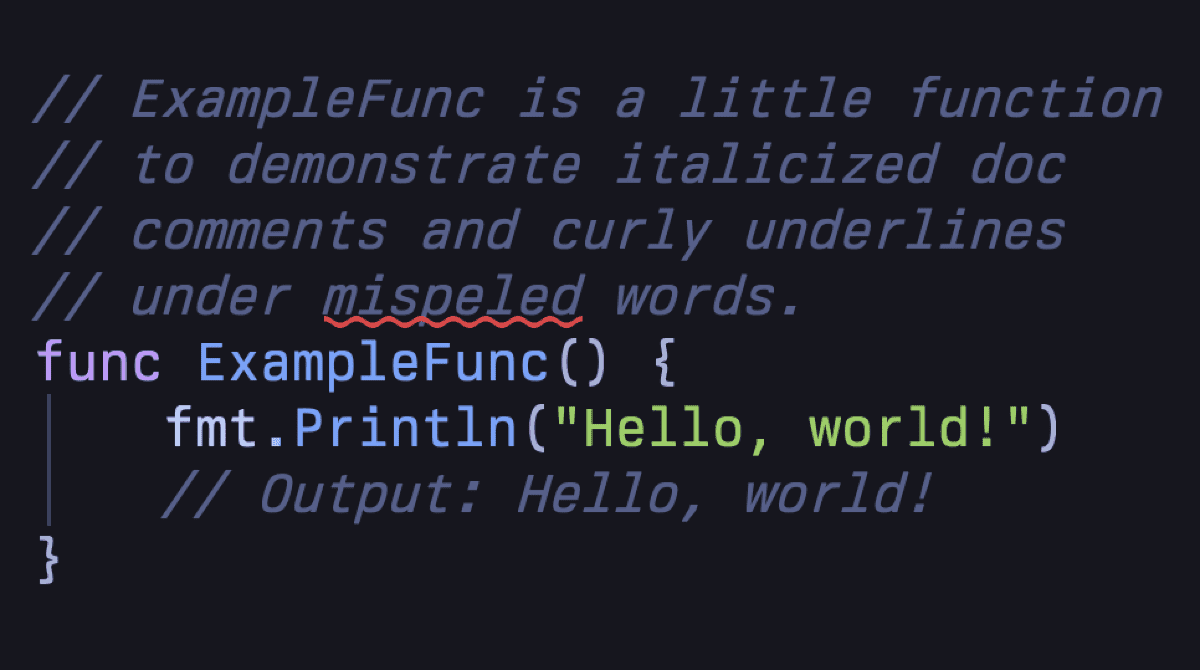 // ExampleFunc is a little function
// to demonstrate italicized doc
// comments and curly underlines
// under mispeled words.
func ExampleFunc() {
    fmt.Println("Hello, world!")
    // Output: Hello, world!
}